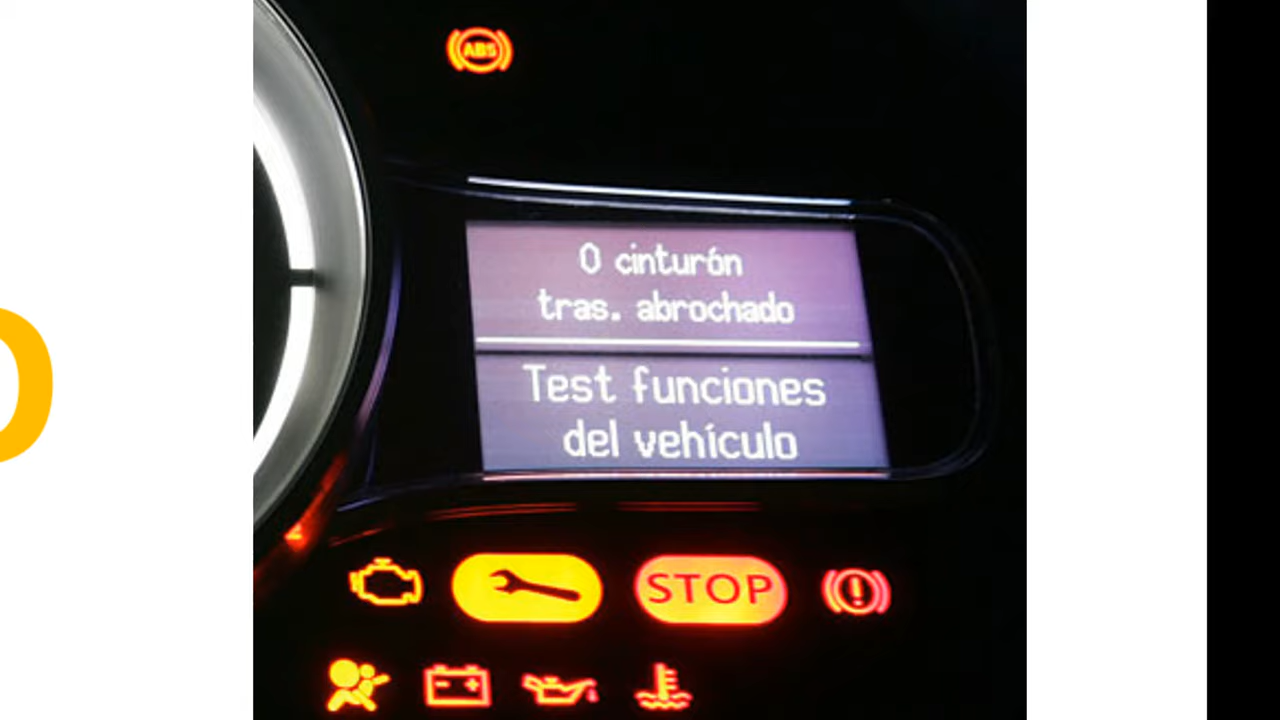 ABS
0 cinturón
tras. abrochado
Test funciones
del vehículo
STOP